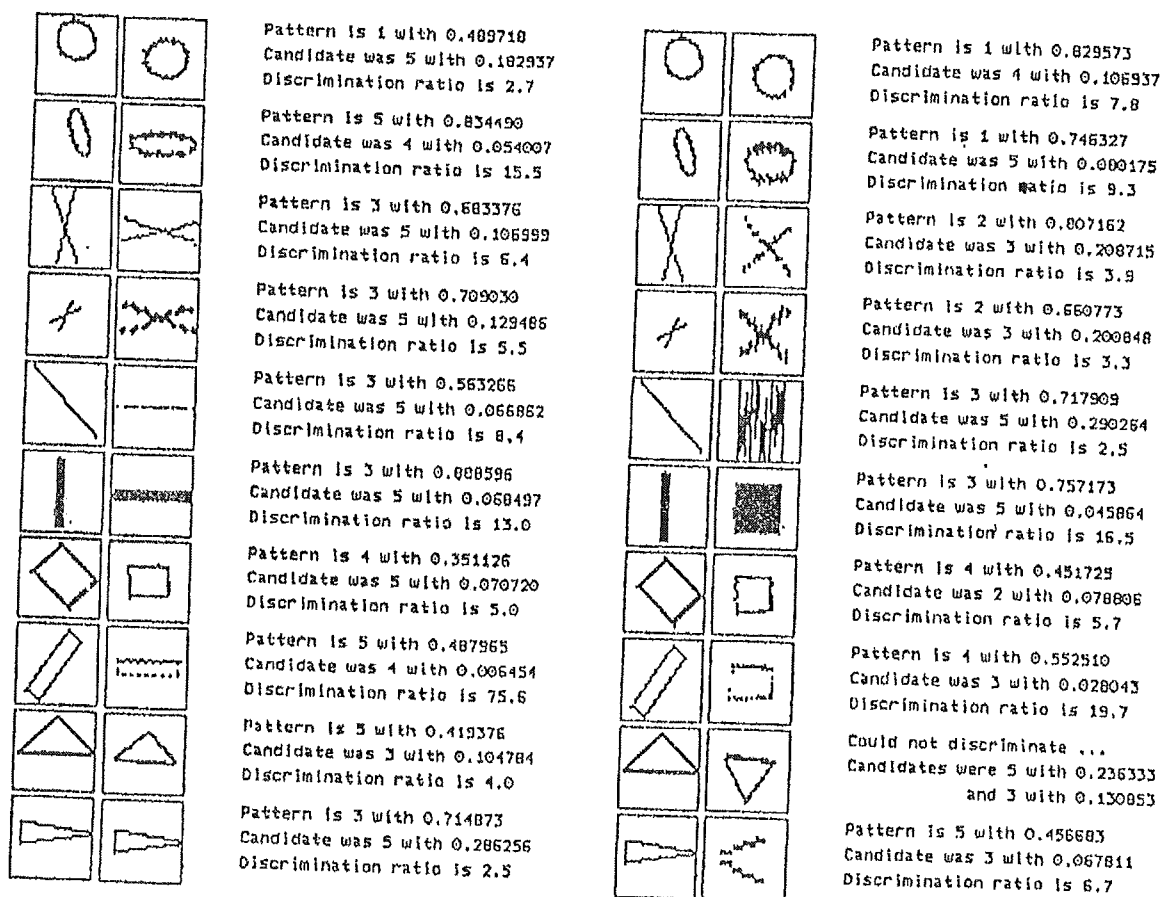 Pattern is 1 with 0.489718
Candidate was 5 with 0.182937
Discrimination ratio is 2.7
Pattern is 5 with 0.834490
Candidate was 4 with 0.054007
Discrimination ratio is 15.5
Pattern is 3 with 0.683376
Candidate was 5 with 0.106999
Discrimination ratio is 6.4
Pattern is 3 with 0.709030
Candidate was 5 with 0.129486
Discrimination ratio is 5.5
Pattern is 3 with 0.563266
Candidate was 5 with 0.066862
Discrimination ratio is 8.4
Pattern is 3 with 0.888596
Candidate was 5 with 0.068497
Discrimination ratio is 13.0
Pattern is 4 with 0.351126
Candidate was 5 with 0.070720
Discrimination ratio is 5.0
Pattern is 5 with 0.487965
Candidate was 4 with 0.006454
Discrimination ratio is 75.6
Pattern is 5 with 0.419376
Candidate was 3 with 0.104784
Discrimination ratio is 4.0
Pattern is 3 with 0.714873
Candidate was 5 with 0.286256
Discrimination ratio is 2.5
Pattern is 1 with 0.829573
Candidate was 4 with 0.106937
Discrimination ratio is 7.8
Pattern is 1 with 0.746327
Candidate was 5 with 0.080175
Discrimination ratio is 9.3
Pattern is 2 with 0.807162
Candidate was 3 with 0.208715
Discrimination ratio is 3.9
Pattern is 2 with 0.660773
Candidate was 3 with 0.200848
Discrimination ratio is 3.3
Pattern is 3 with 0.717909
Candidate was 5 with 0.290264
Discrimination ratio is 2.5
Pattern is 3 with 0.757173
Candidate was 5 with 0.045864
Discrimination ratio is 16.5
Pattern is 4 with 0.451729
Candidate was 2 with 0.078806
Discrimination ratio is 5.7
Pattern is 4 with 0.552510
Candidate was 3 with 0.028043
Discrimination ratio is 19.7
Could not discriminate ...
Candidates were 5 with 0.236333
and 3 with 0.130853
Pattern is 5 with 0.456683
Candidate was 3 with 0.067811
Discrimination ratio is 6.7